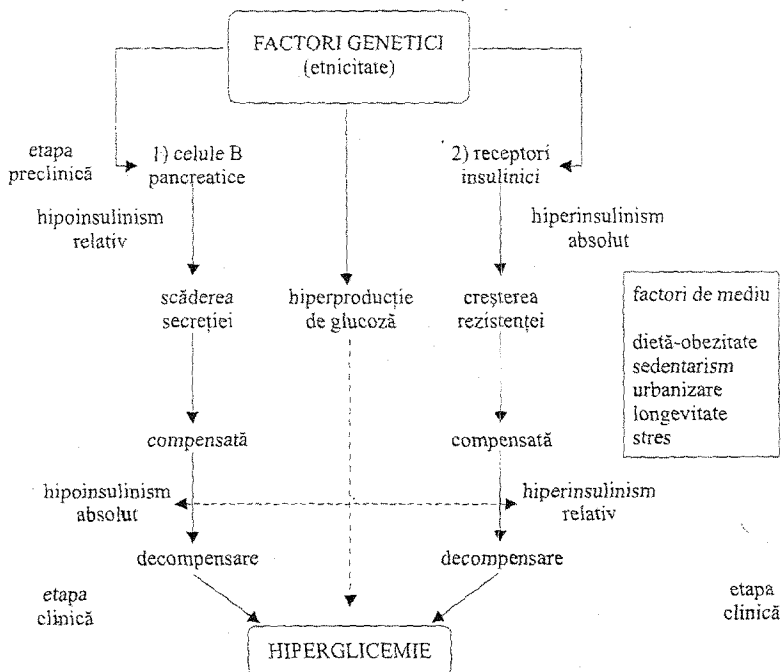 FACTORI GENETICI
(etnicitate)
etapa
preclinică
1) celule B
pancreatice
2) receptori
insulinici
hipoinsulinism
relativ
hiperinsulinism
absolut
scăderea
secreției
hiperproducție
de glucoză
creșterea
rezistenței
factori de mediu
dietă-obezitate
sedentarism
urbanizare
longevitate
stres
compensată
compensată
hipoinsulinism
absolut
hiperinsulinism
relativ
decompensare
decompensare
etapa
clinică
etapa
clinică
HIPERGLICEMIE